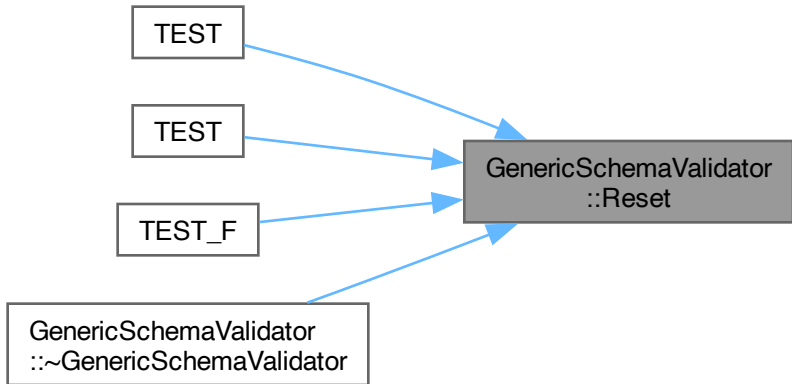 TEST
TEST
GenericSchemaValidator
::Reset
TEST_F
GenericSchemaValidator
::~GenericSchemaValidator